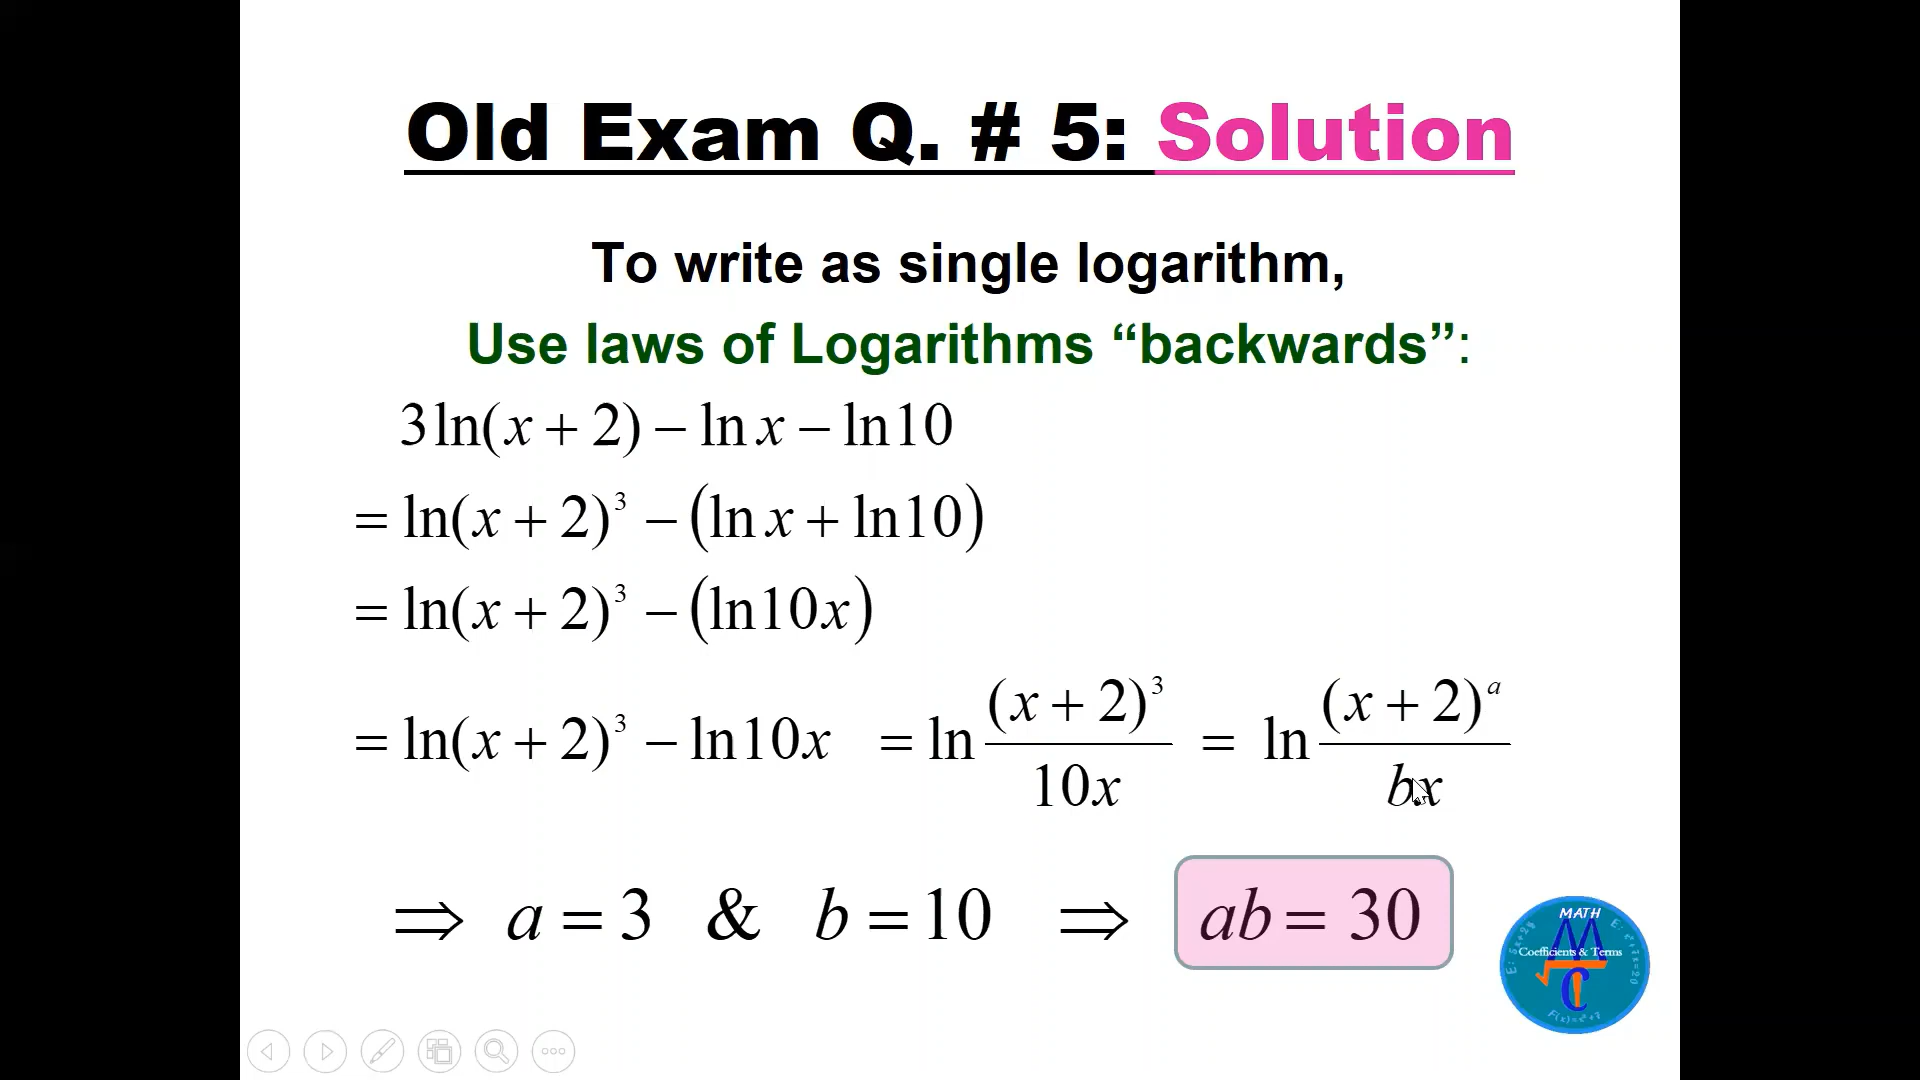 Old Exam Q. # 5: Solution
To write as single logarithm,
Use laws of Logarithms “backwards”:
3ln(x + 2) − ln x − ln10
= ln(x + 2)³ − (ln x + ln10)
= ln(x + 2)³ − (ln10x)
= ln(x + 2)³ − ln10x = ln (x + 2)³ / 10x = ln (x + 2)ᵃ / bx
⇒ a = 3 & b = 10 ⇒ ab = 30
MATH
Coefficients & Terms